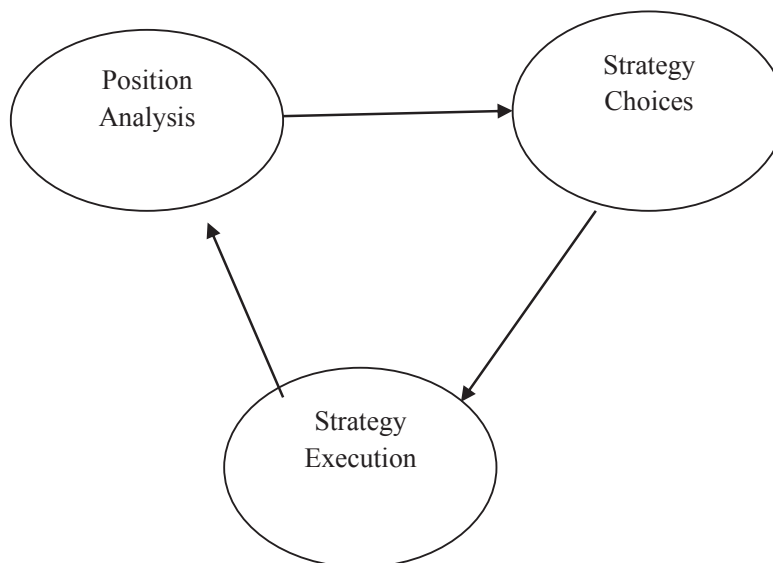 Position
Analysis
Strategy
Choices
Strategy
Execution